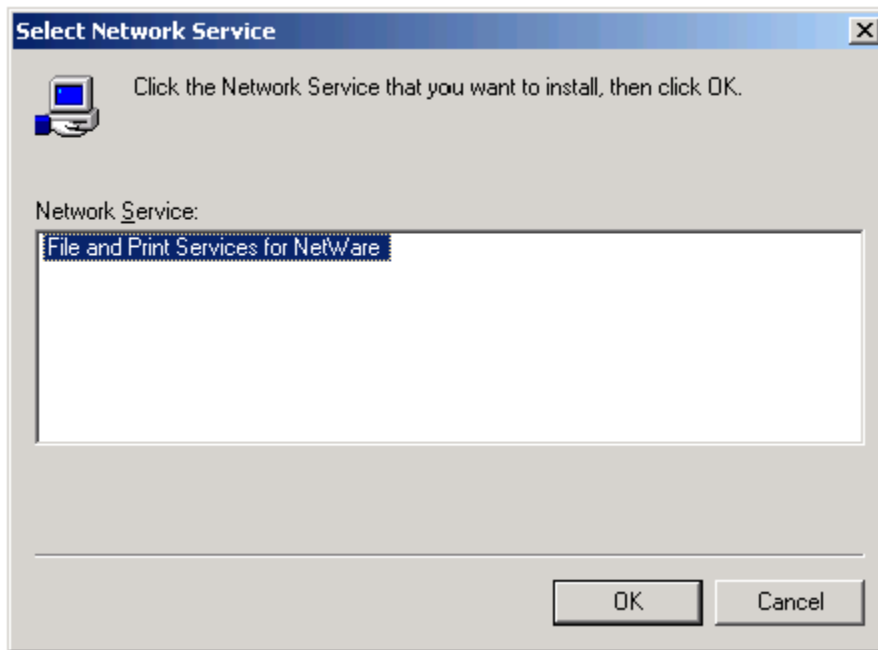 Select Network Service
Click the Network Service that you want to install, then click OK.
Network Service:
File and Print Services for NetWare
OK
Cancel